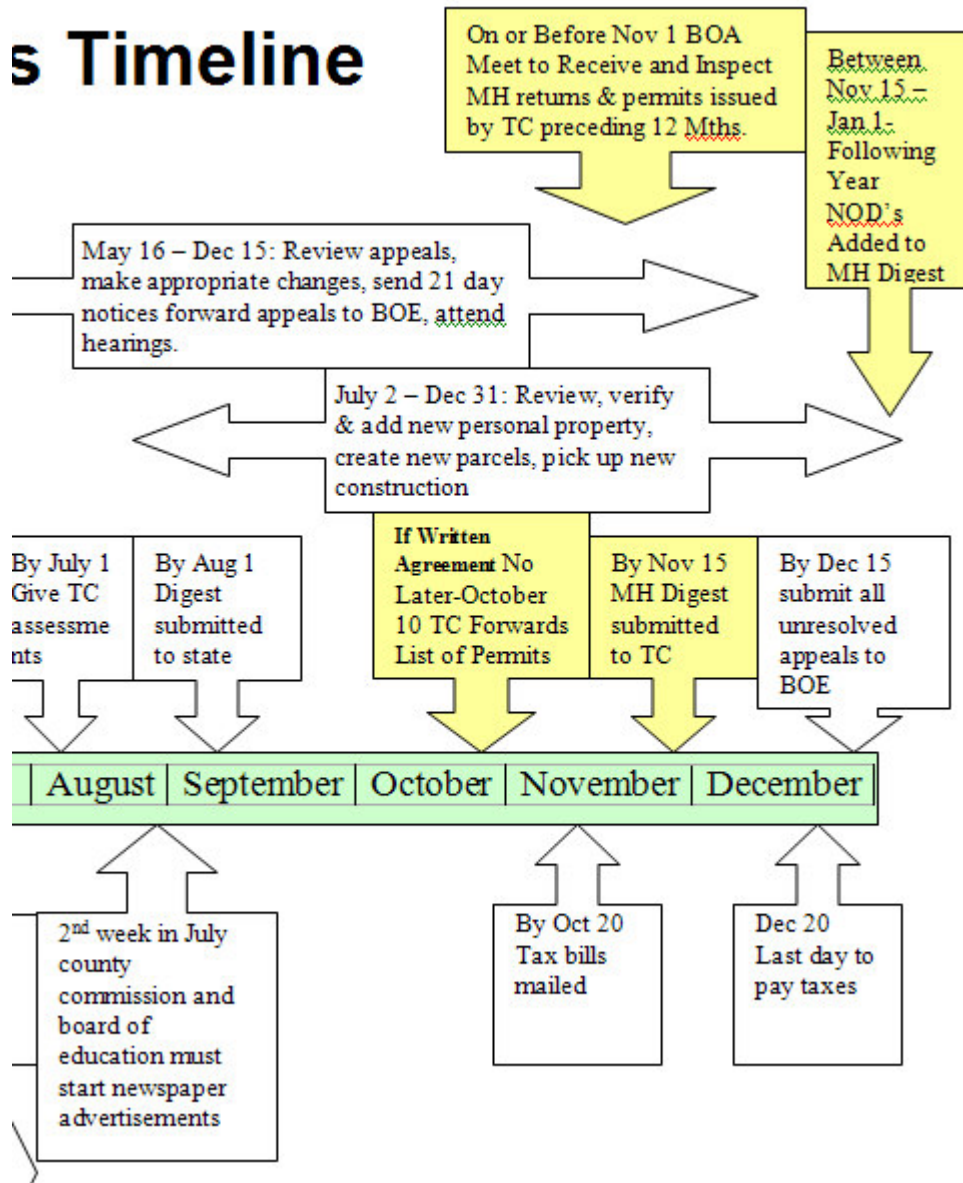 s Timeline
On or Before Nov 1 BOA
Meet to Receive and Inspect
MH returns & permits issued
by TC preceding 12 Mths.
Between
Nov 15 –
Jan 1-
Following
Year
NOD's
Added to
MH Digest
May 16 – Dec 15: Review appeals,
make appropriate changes, send 21 day
notices forward appeals to BOE, attend
hearings.
July 2 – Dec 31: Review, verify
& add new personal property,
create new parcels, pick up new
construction
By July 1
Give TC
assessme
nts
By Aug 1
Digest
submitted
to state
If Written
Agreement No
Later-October
10 TC Forwards
List of Permits
By Nov 15
MH Digest
submitted
to TC
By Dec 15
submit all
unresolved
appeals to
BOE
August September October November December
2nd week in July
county
commission and
board of
education must
start newspaper
advertisements
By Oct 20
Tax bills
mailed
Dec 20
Last day to
pay taxes